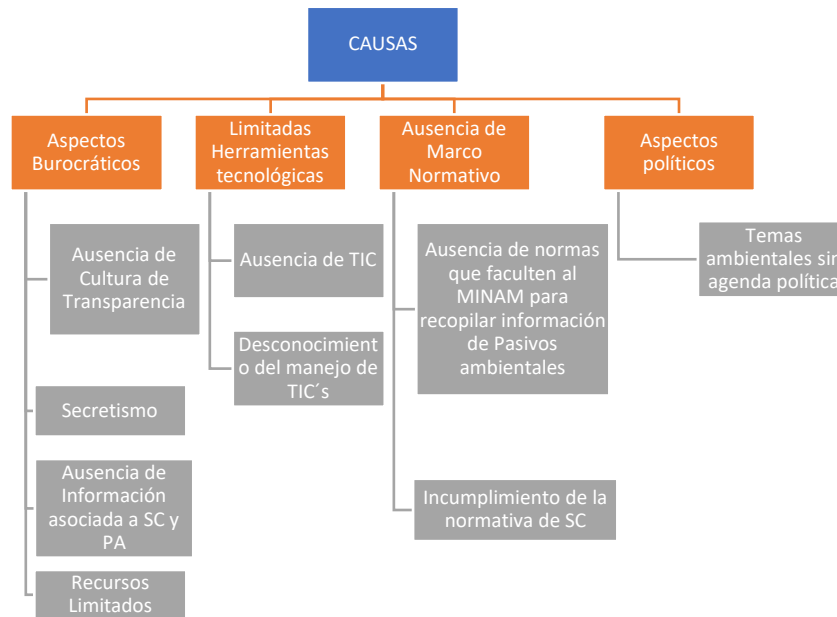 CAUSAS
Aspectos
Burocráticos
Ausencia de
Cultura de
Transparencia
Secretismo
Ausencia de
Información
asociada a SC y
PA
Recursos
Limitados
Limitadas
Herramientas
tecnológicas
Ausencia de TIC
Desconocimient
o del manejo de
TIC´s
Ausencia de
Marco
Normativo
Ausencia de normas
que faculten al
MINAM para
recopilar información
de Pasivos
ambientales
Incumplimiento de la
normativa de SC
Aspectos
políticos
Temas
ambientales sin
agenda política